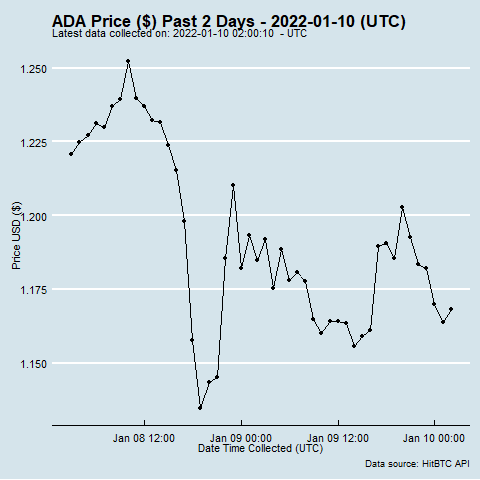 ADA Price ($) Past 2 Days - 2022-01-10 (UTC)
Latest data collected on: 2022-01-10 02:00:10 - UTC
1.250
1.225
1.200
1.175
1.150
Price USD ($)
Jan 08 12:00
Jan 09 00:00
Jan 09 12:00
Jan 10 00:00
Date Time Collected (UTC)
Data source: HitBTC API